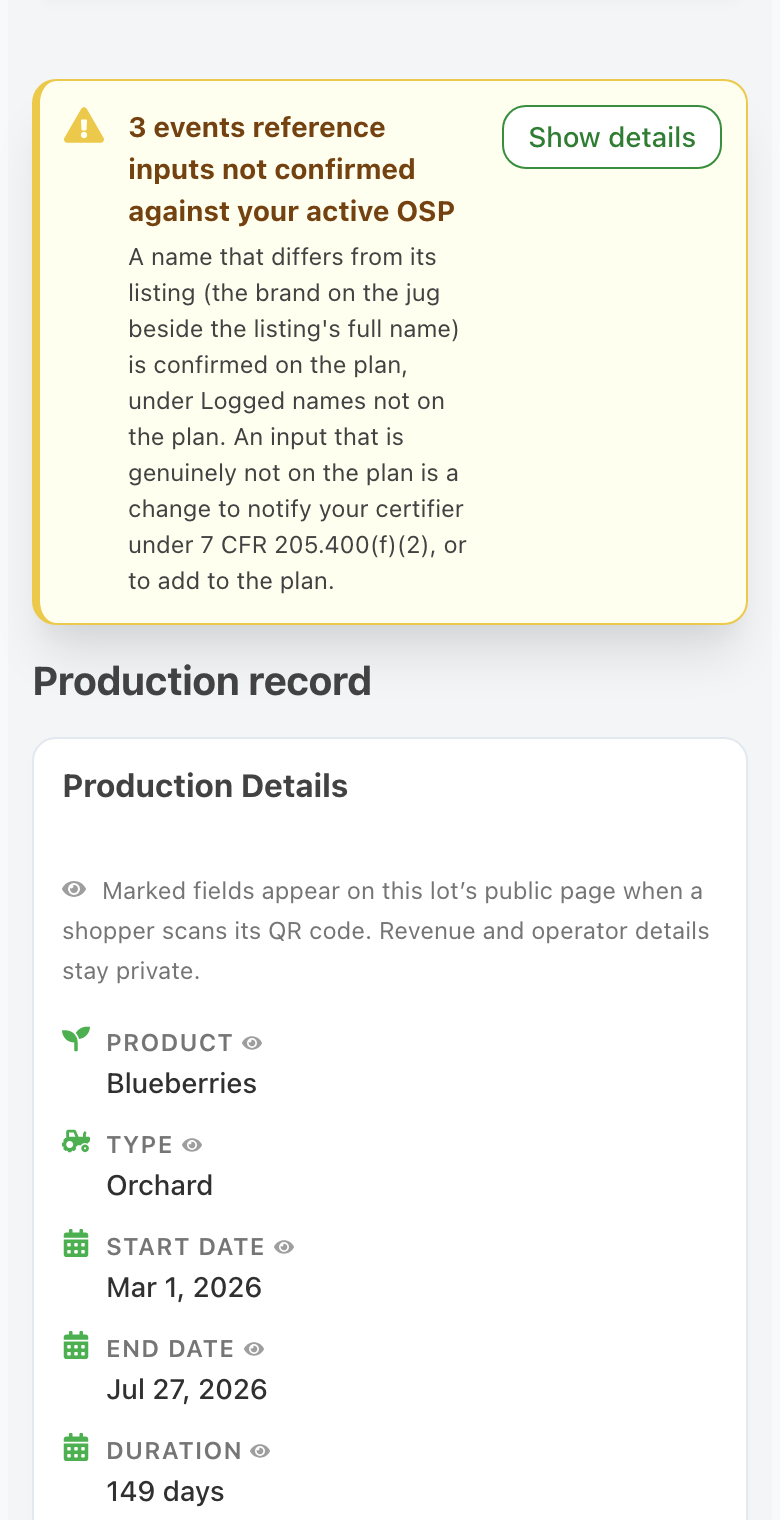 3 events reference
inputs not confirmed
against your active OSP
Show details
A name that differs from its
listing (the brand on the jug
beside the listing's full name)
is confirmed on the plan,
under Logged names not on
the plan. An input that is
genuinely not on the plan is a
change to notify your certifier
under 7 CFR 205.400(f)(2), or
to add to the plan.
Production record
Production Details
Marked fields appear on this lot’s public page when a
shopper scans its QR code. Revenue and operator details
stay private.
PRODUCT
Blueberries
TYPE
Orchard
START DATE
Mar 1, 2026
END DATE
Jul 27, 2026
DURATION
149 days